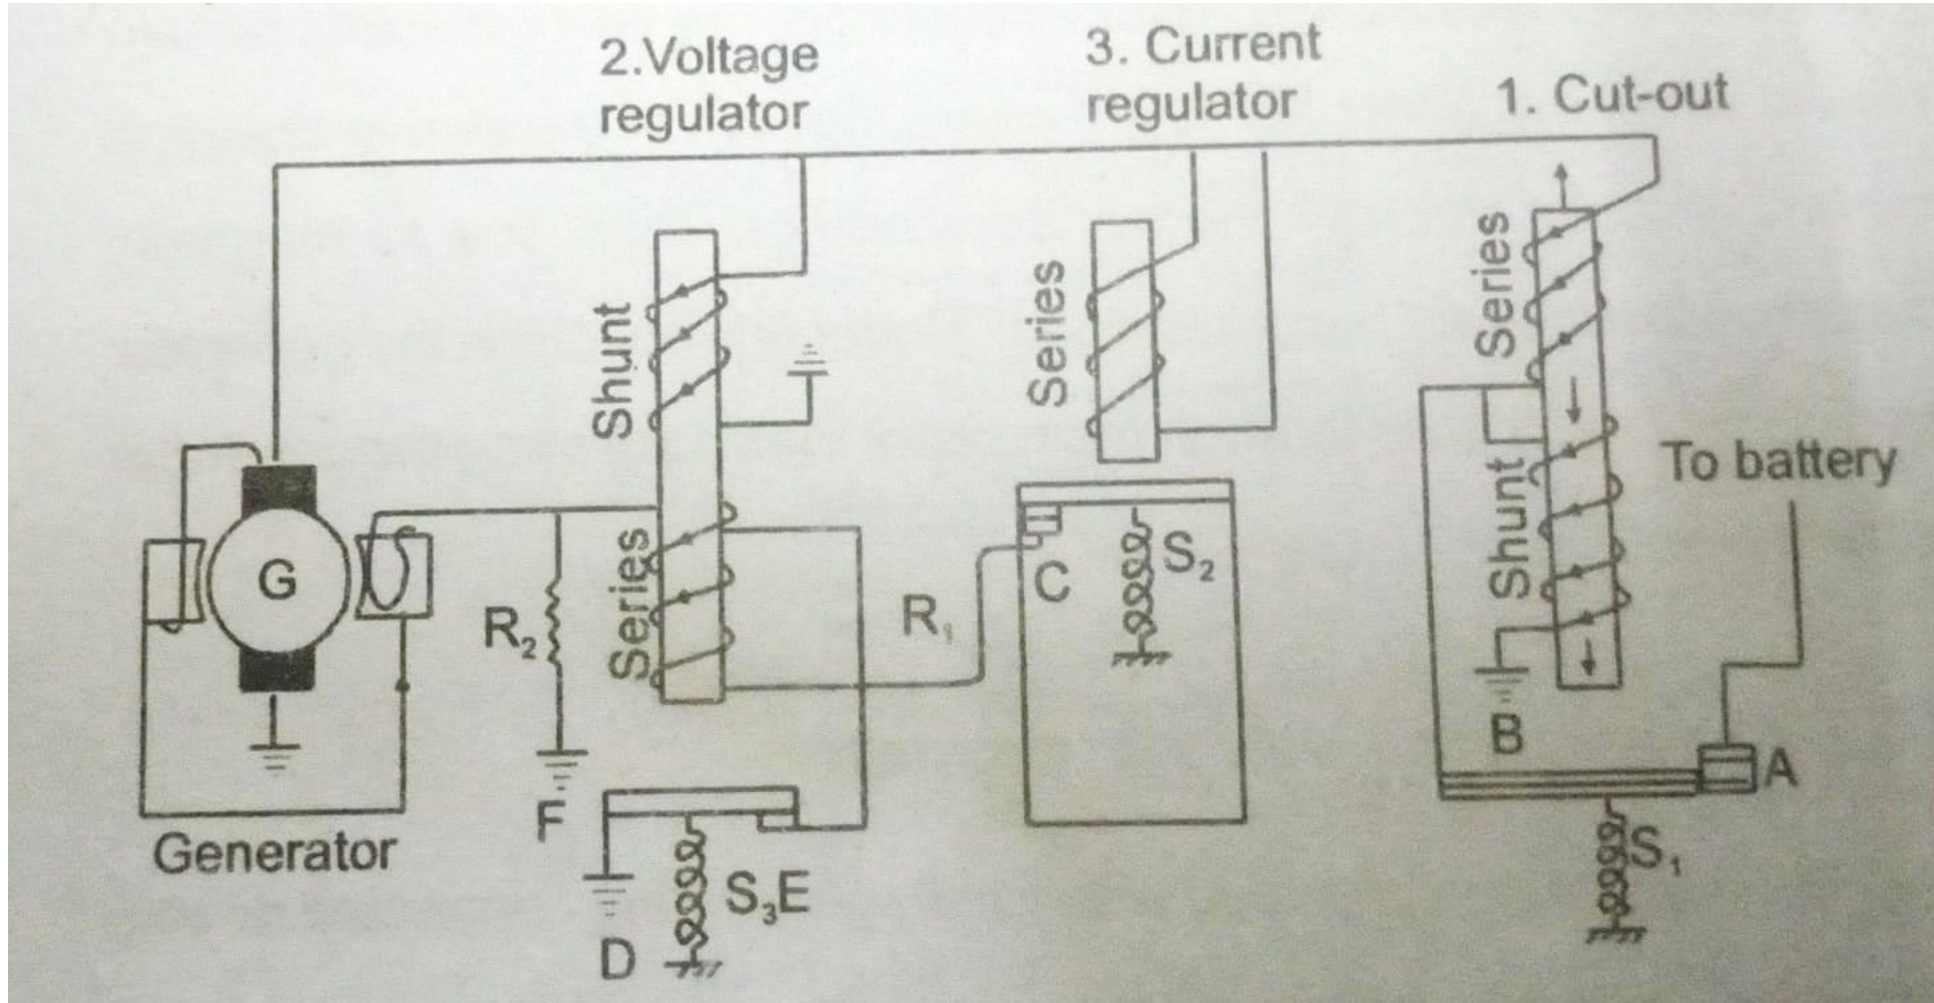 2.Voltage
regulator
3. Current
regulator
1. Cut-out
Shunt
Series
Series
Series
Shunt
To battery
G
R₂
R₁
C
S₂
B
A
S₁
F
Generator
S₃E
D